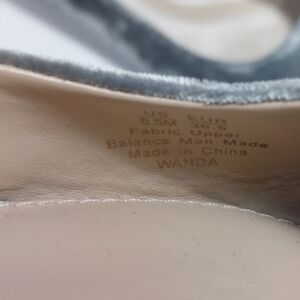 US EUR
6.5M 36.5
Fabric Upper
Balance Man Made
Made in China
WANDA